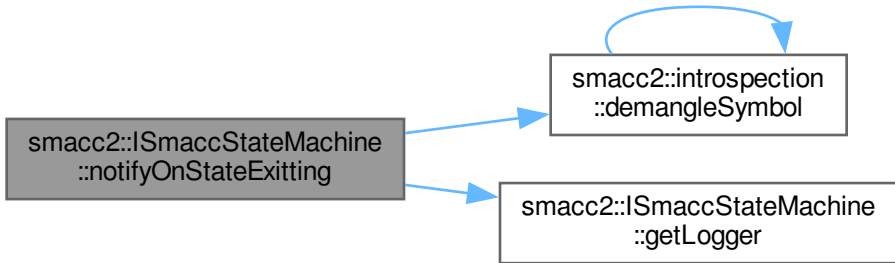 smacc2::introspection
::demangleSymbol
smacc2::ISmaccStateMachine
::notifyOnStateExitting
smacc2::ISmaccStateMachine
::getLogger